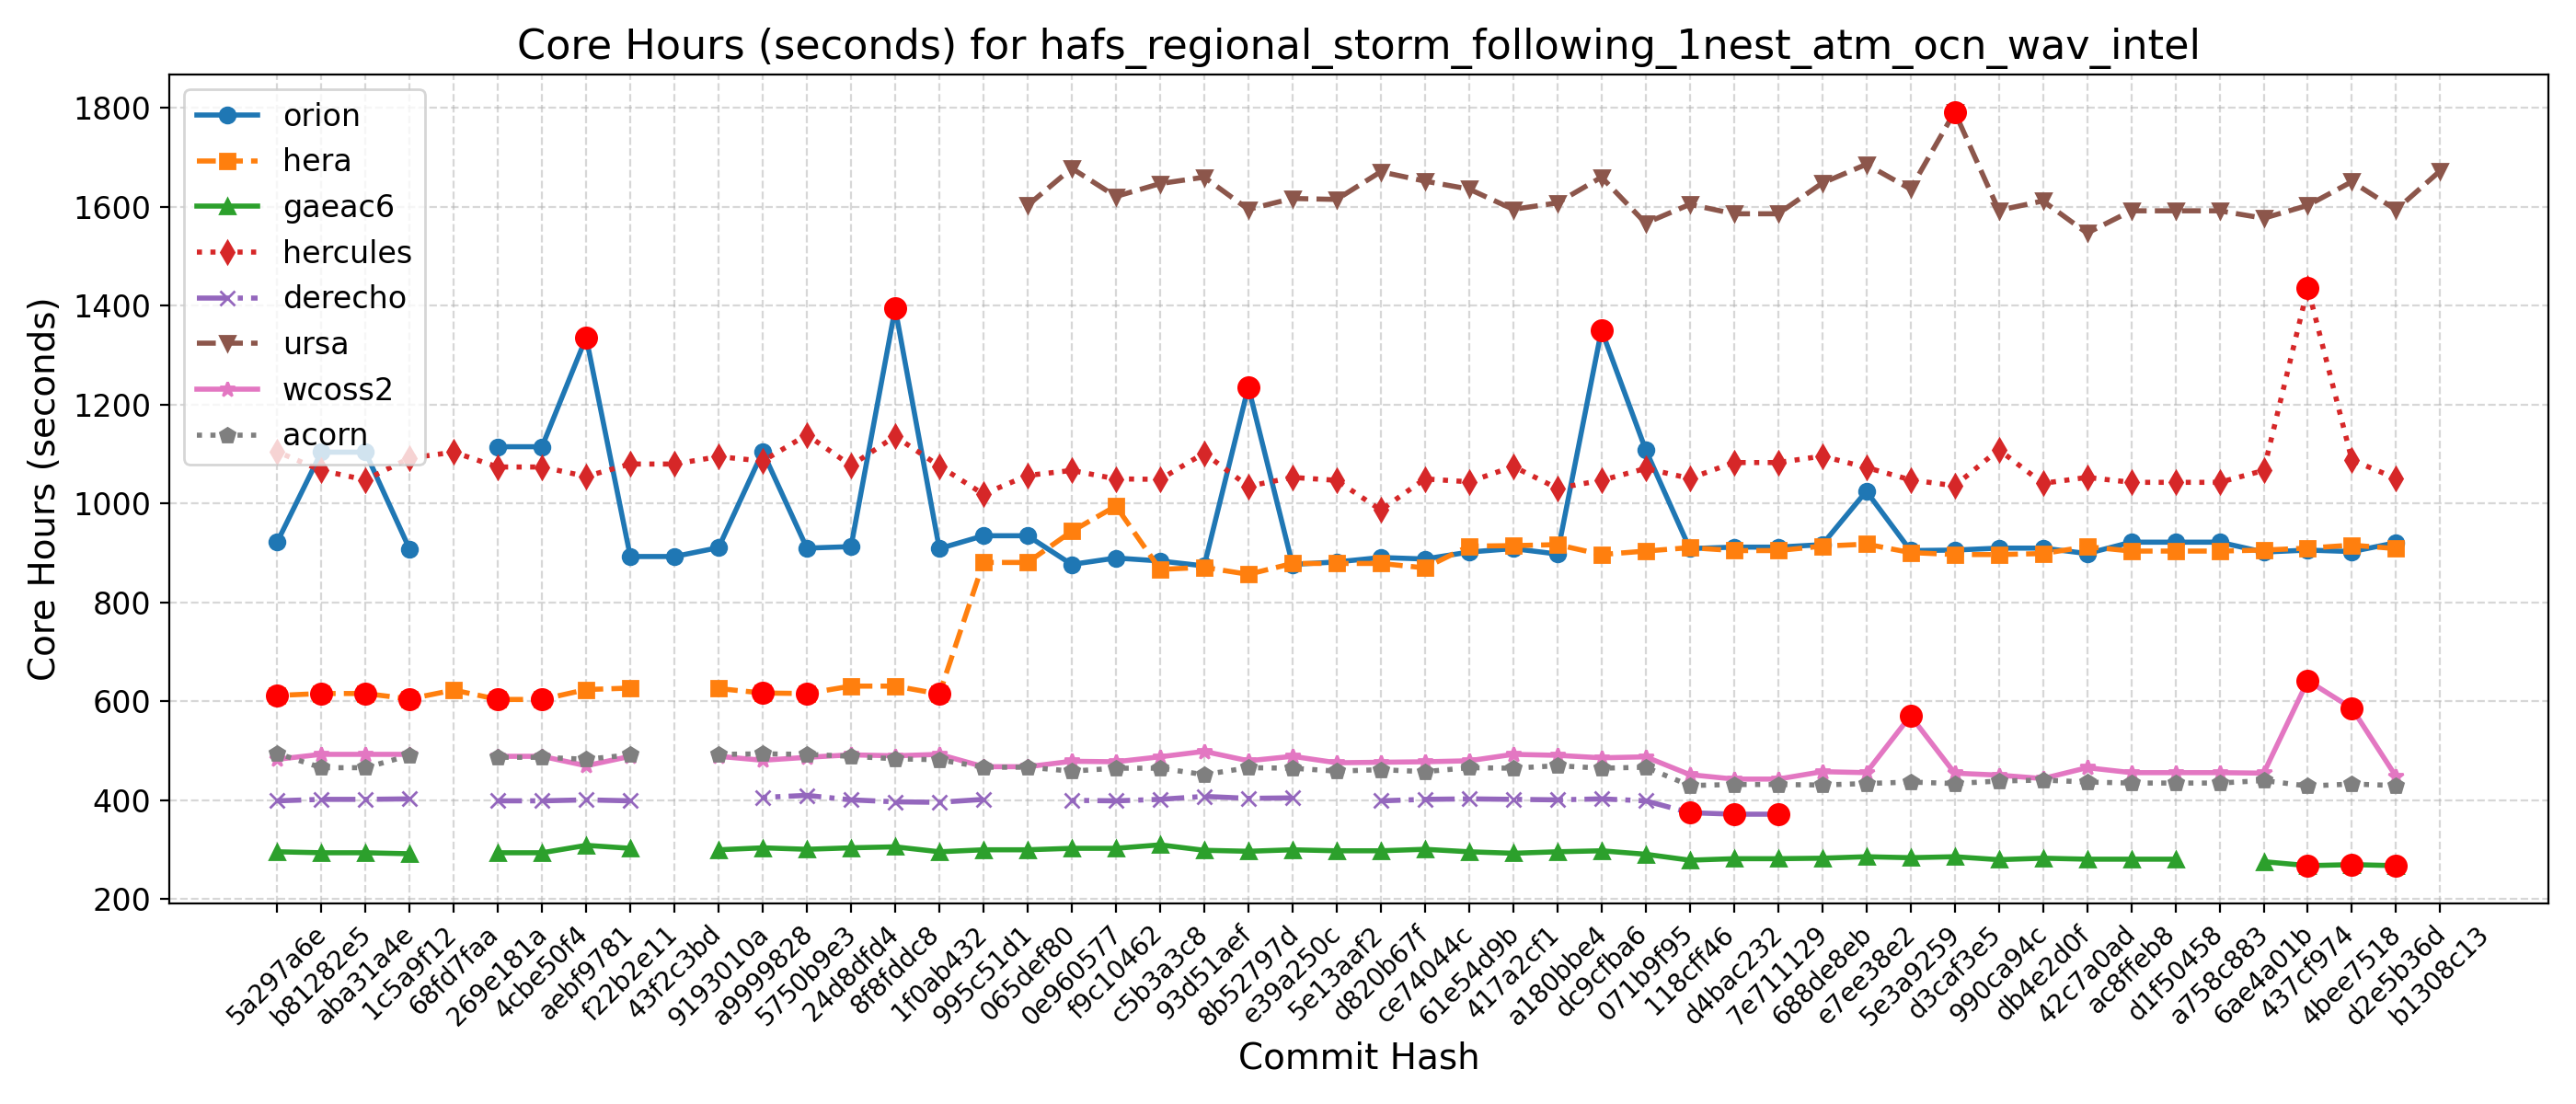 Core Hours (seconds) for hafs_regional_storm_following_1nest_atm_ocn_wav_intel
Core Hours (seconds)
1800
1600
1400
1200
1000
800
600
400
200
orion
hera
gaeac6
hercules
derecho
ursa
wcoss2
acorn
5a297a6e
b81282e5
aba31a4e
1c5a9f12
68fd7faa
269e181a
4cbe50f4
aebf9781
f22b2e11
43f2c3bd
9193010a
a9999828
5750b9e3
24d8dfd4
8f8fddc8
1f0ab432
995c51d1
065def80
0e960577
f9c10462
c5b3a3c8
93d51aef
8b52797d
e39a250c
5e13aaf2
d820b67f
ce74044c
61e54d9b
417a2cf1
a180bbe4
dc9cfba6
071b9f95
118cff46
d4bac232
7e711129
688de8eb
e7ee38e2
5e3a9259
d3caf3e5
990ca94c
db4e2d0f
42c7a0ad
ac8ffeb8
d1f50458
a758c883
6ae4a01b
437cf974
4bee7518
d2e5b36d
b1308c13
Commit Hash